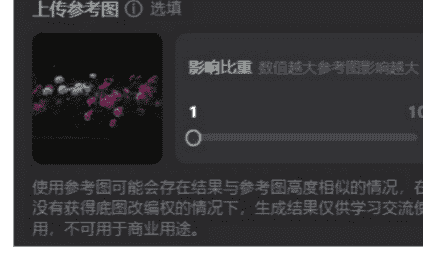 上传参考图 ⓘ 选填
影响比重 数值越大参考图影响越大
1 10
使用参考图可能会存在结果与参考图高度相似的情况，在
没有获得底图改编权的情况下，生成结果仅供学习交流使
用，不可用于商业用途。